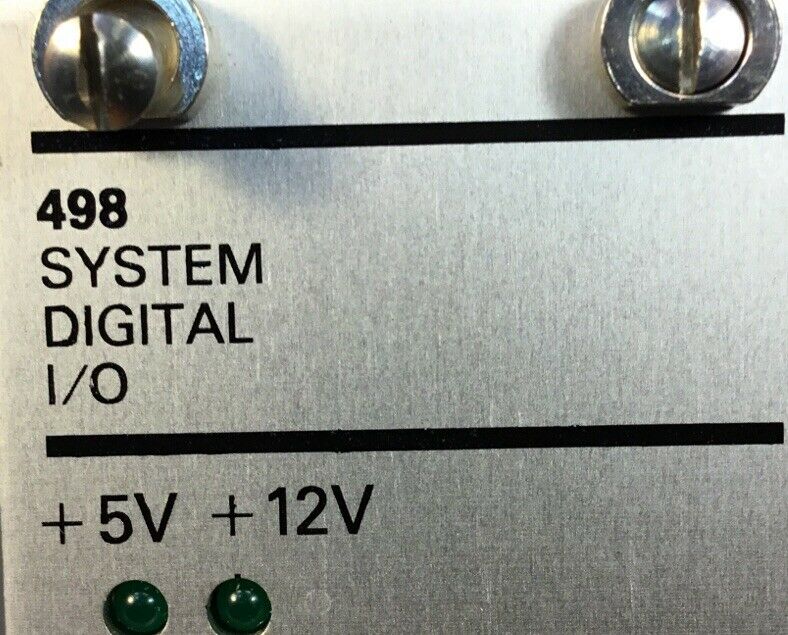 498
SYSTEM
DIGITAL
I/O
+5V +12V